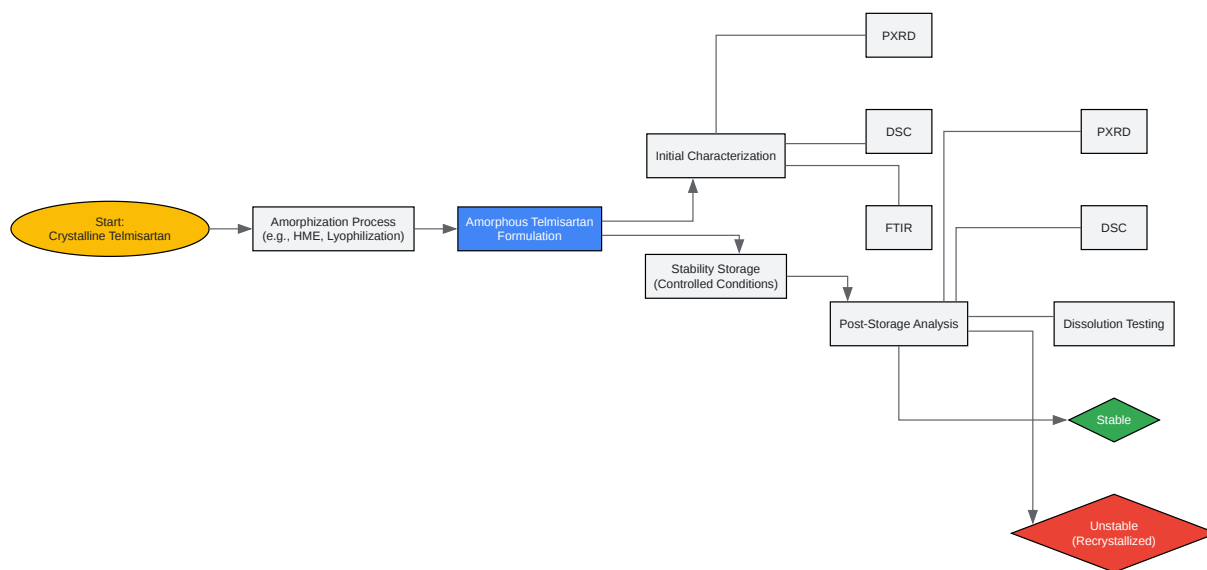 Start:
Crystalline Telmisartan
Amorphization Process
(e.g., HME, Lyophilization)
Amorphous Telmisartan
Formulation
Initial Characterization
PXRD
DSC
FTIR
Stability Storage
(Controlled Conditions)
Post-Storage Analysis
PXRD
DSC
Dissolution Testing
Stable
Unstable
(Recrystallized)